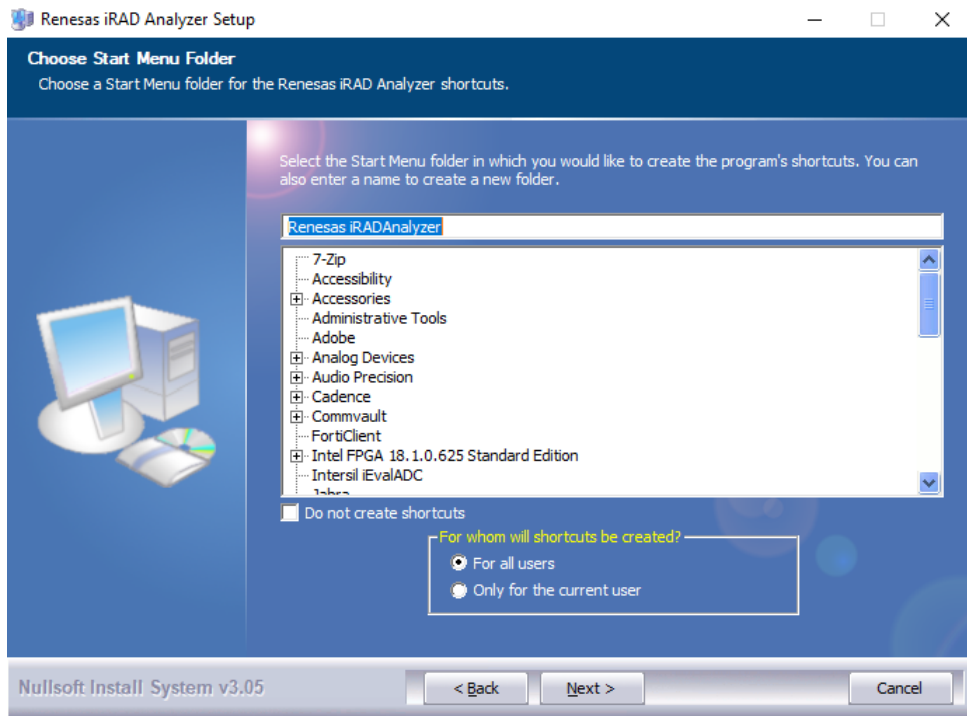 Renesas iRAD Analyzer Setup
Choose Start Menu Folder
Choose a Start Menu folder for the Renesas iRAD Analyzer shortcuts.
Select the Start Menu folder in which you would like to create the program's shortcuts. You can
also enter a name to create a new folder.
Renesas iRADAnalyzer
7-Zip
Accessibility
Accessories
Administrative Tools
Adobe
Analog Devices
Audio Precision
Cadence
Commvault
FortiClient
Intel FPGA 18.1.0.625 Standard Edition
Intersil iEvalADC
Do not create shortcuts
For whom will shortcuts be created?
For all users
Only for the current user
Nullsoft Install System v3.05
< Back
Next >
Cancel